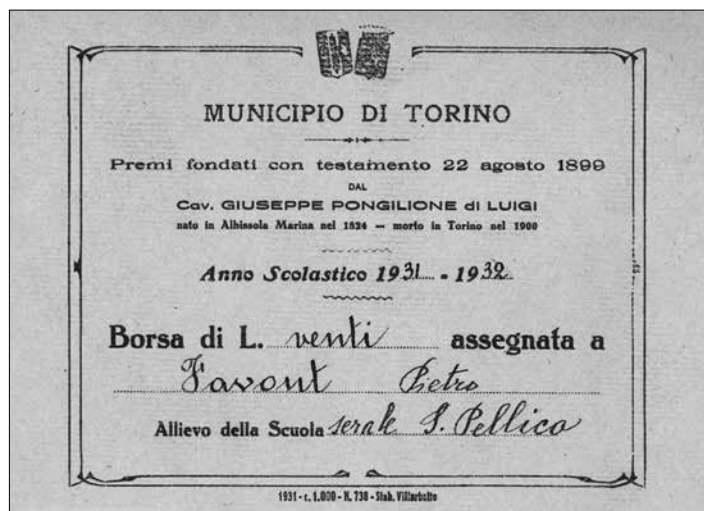 MUNICIPIO DI TORINO
Premi fondati con testamento 22 agosto 1899
DAL
Cav. GIUSEPPE PONGILIONE di LUIGI
nato in Albissola Marina nel 1824 — morto in Torino nel 1900
Anno Scolastico 1931 - 1932
Borsa di L. venti assegnata a
Favout Pietro
Allievo della Scuola serale S. Pellico
1931 - c. 1.000 - N. 738 - Stab. Villarboito